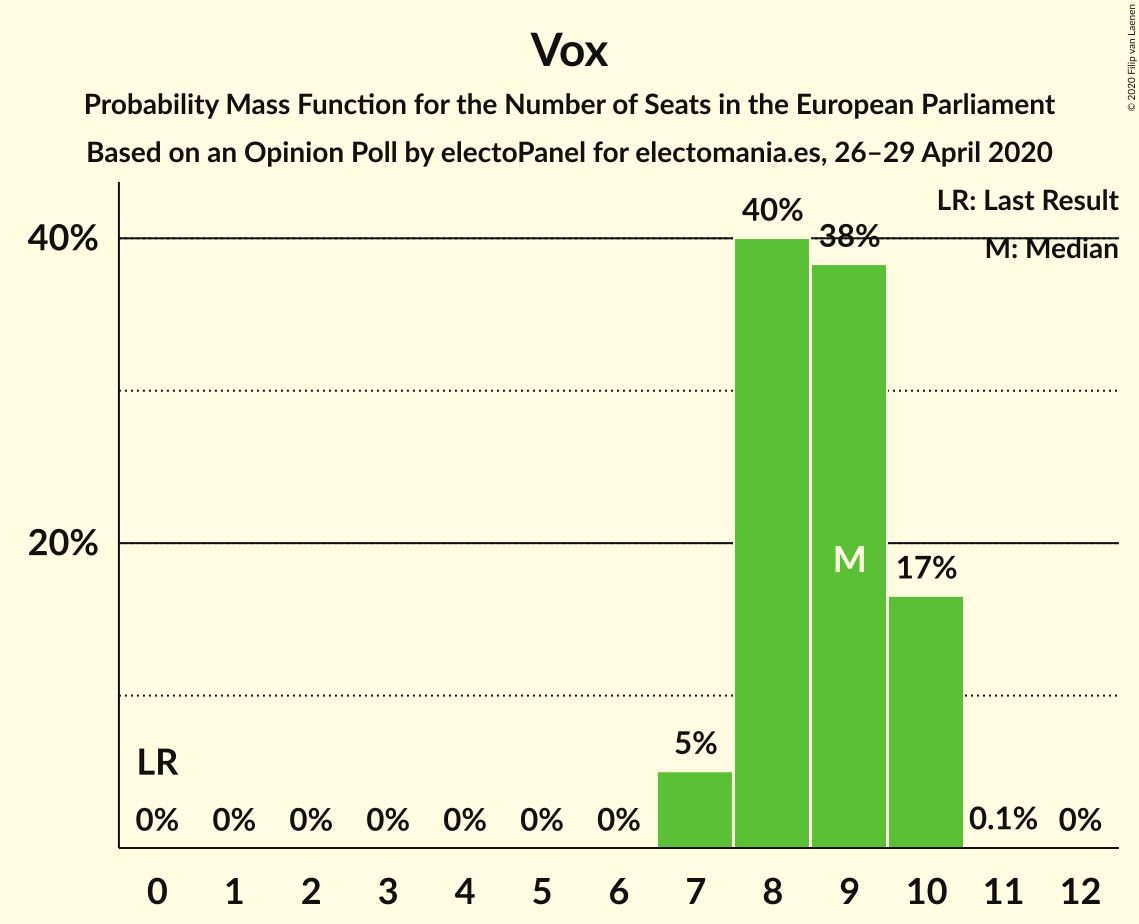 © 2020 Filip van Laenen
Vox
Probability Mass Function for the Number of Seats in the European Parliament
Based on an Opinion Poll by electoPanel for electomania.es, 26–29 April 2020
LR: Last Result
M: Median
40%
20%
40%
38%
M
17%
5%
LR
0% 0% 0% 0% 0% 0% 0% 0.1% 0%
0 1 2 3 4 5 6 7 8 9 10 11 12